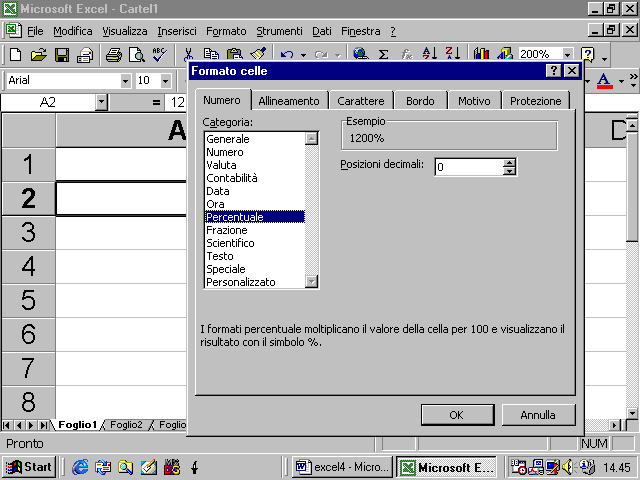 Microsoft Excel - Cartel1
File Modifica Visualizza Inserisci Formato Strumenti Dati Finestra ?
ABC Σ fx A Z Z A 200% ?
Arial 10 A
A2 = 12
Formato celle
Numero Allineamento Carattere Bordo Motivo Protezione
Categoria:
Generale
Numero
Valuta
Contabilità
Data
Ora
Percentuale
Frazione
Scientifico
Testo
Speciale
Personalizzato
Esempio
1200%
Posizioni decimali: 0
I formati percentuale moltiplicano il valore della cella per 100 e visualizzano il
risultato con il simbolo %.
OK Annulla
A D
1
2
3
4
5
6
7
8
Foglio1 Foglio2 Foglio
Pronto NUM
Start excel4 - Micro... Microsoft E... 14.45